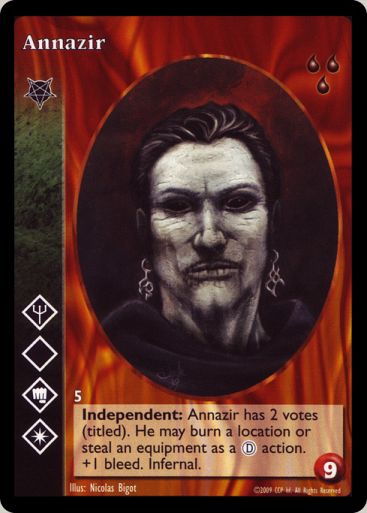 Annazir
5
Independent: Annazir has 2 votes
(titled). He may burn a location or
steal an equipment as a Ⓓ action.
+1 bleed. Infernal.
9
Illus: Nicolas Bigot
©2009 CCP hf. All Rights Reserved